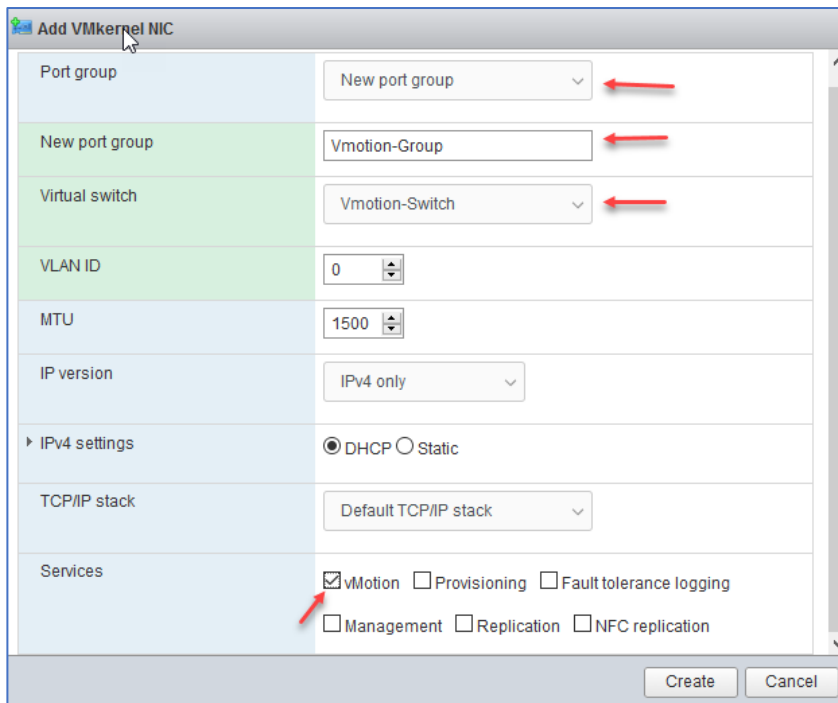 Add VMkernel NIC
Port group
New port group
New port group
Vmotion-Group
Virtual switch
Vmotion-Switch
VLAN ID
0
MTU
1500
IP version
IPv4 only
IPv4 settings
DHCP Static
TCP/IP stack
Default TCP/IP stack
Services
vMotion Provisioning Fault tolerance logging
Management Replication NFC replication
Create Cancel